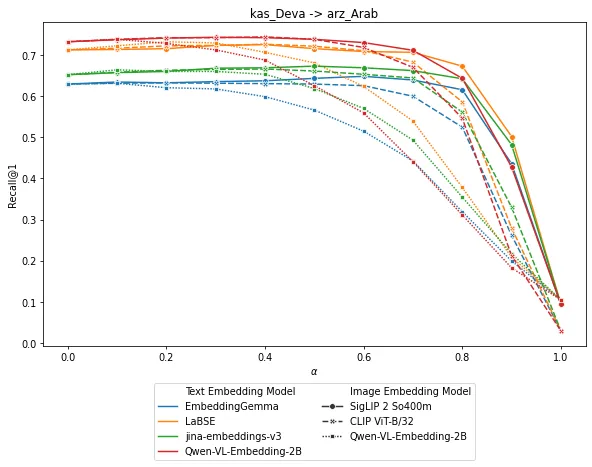 kas_Deva -> arz_Arab
Recall@1
0.7
0.6
0.5
0.4
0.3
0.2
0.1
0.0
0.0 0.2 0.4 0.6 0.8 1.0
α
Text Embedding Model
EmbeddingGemma
LaBSE
jina-embeddings-v3
Qwen-VL-Embedding-2B
Image Embedding Model
SigLIP 2 So400m
CLIP ViT-B/32
Qwen-VL-Embedding-2B